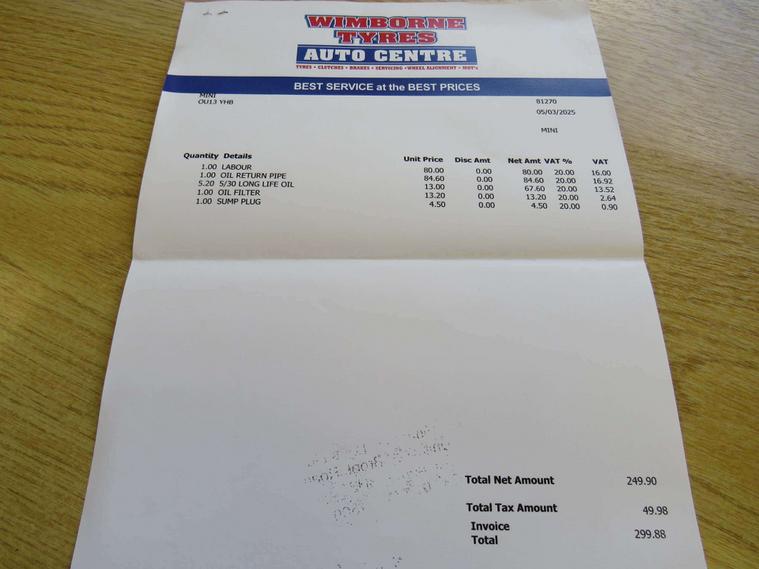 WIMBORNE
TYRES
AUTO CENTRE
TYRES • CLUTCHES • BRAKES • SERVICING • WHEEL ALIGNMENT • MOT's
BEST SERVICE at the BEST PRICES
MINI
OU13 YHB
81270
05/03/2025
MINI
Quantity Details Unit Price Disc Amt Net Amt VAT % VAT
1.00 LABOUR 80.00 0.00 80.00 20.00 16.00
1.00 OIL RETURN PIPE 84.60 0.00 84.60 20.00 16.92
5.20 5/30 LONG LIFE OIL 13.00 0.00 67.60 20.00 13.52
1.00 OIL FILTER 13.20 0.00 13.20 20.00 2.64
1.00 SUMP PLUG 4.50 0.00 4.50 20.00 0.90
Total Net Amount 249.90
Total Tax Amount 49.98
Invoice
Total 299.88